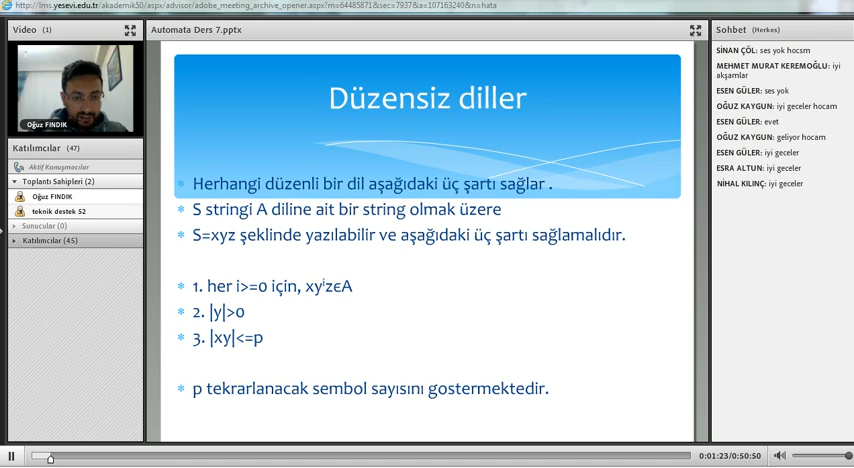 http://lms.yesevi.edu.tr/akademik50/aspx/advisor/adobe_meeting_archive_opener.aspx?m=64485871&sec=7937&a=107163240&n=hata
Video (1)
Oğuz FINDIK
Katılımcılar (47)
Aktif Konuşmacılar
Toplantı Sahipleri (2)
Oğuz FINDIK
teknik destek 52
Sunucular (0)
Katılımcılar (45)
Automata Ders 7.pptx
Düzensiz diller
Herhangi düzenli bir dil aşağıdaki üç şartı sağlar .
S stringi A diline ait bir string olmak üzere
S=xyz şeklinde yazılabilir ve aşağıdaki üç şartı sağlamalıdır.
1. her i>=0 için, xyⁱzϵA
2. |y|>0
3. |xy|<=p
p tekrarlanacak sembol sayısını gostermektedir.
Sohbet (Herkes)
SİNAN ÇÖL: ses yok hocsm
MEHMET MURAT KEREMOĞLU: iyi
akşamlar
ESEN GÜLER: ses yok
OĞUZ KAYGUN: iyi geceler hocam
ESEN GÜLER: evet
OĞUZ KAYGUN: geliyor hocam
ESEN GÜLER: iyi geceler
ESRA ALTUN: iyi geceler
NİHAL KILINÇ: iyi geceler
0:01:23/0:50:50